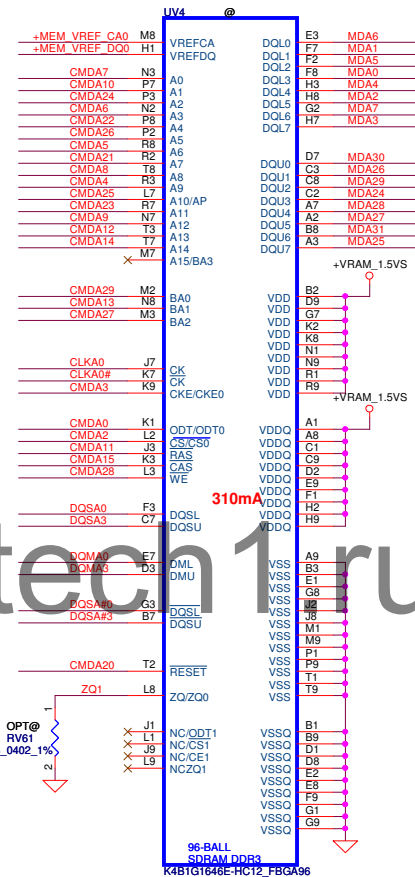 UV4 @
+MEM_VREF_CA0 M8 VREFCA
+MEM_VREF_DQ0 H1 VREFDQ
CMDA7 N3 A0
CMDA10 P7 A1
CMDA24 P3 A2
CMDA6 N2 A3
CMDA22 P8 A4
CMDA26 P2 A5
CMDA5 R8 A6
CMDA21 R2 A7
CMDA8 T8 A8
CMDA4 R3 A9
CMDA25 L7 A10/AP
CMDA23 R7 A11
CMDA9 N7 A12
CMDA12 T3 A13
CMDA14 T7 A14
M7 A15/BA3
CMDA29 M2 BA0
CMDA13 N8 BA1
CMDA27 M3 BA2
CLKA0 J7 CK
CLKA0# K7 CK
CMDA3 K9 CKE/CKE0
CMDA0 K1 ODT/ODT0
CMDA2 L2 CS/CS0
CMDA11 J3 RAS
CMDA15 K3 CAS
CMDA28 L3 WE
310mA
DQSA0 F3 DQSL
DQSA3 C7 DQSU
DQMA0 E7 DML
DQMA3 D3 DMU
DQSA#0 G3 DQSL
DQSA#3 B7 DQSU
CMDA20 T2 RESET
ZQ1 L8 ZQ/ZQ0
1
OPT@
RV61
_0402_1%
2
J1 NC/ODT1
L1 NC/CS1
J9 NC/CE1
L9 NCZQ1
DQL0 E3 MDA6
DQL1 F7 MDA1
DQL2 F2 MDA5
DQL3 F8 MDA0
DQL4 H3 MDA4
DQL5 H8 MDA2
DQL6 G2 MDA7
DQL7 H7 MDA3
DQU0 D7 MDA30
DQU1 C3 MDA26
DQU2 C8 MDA29
DQU3 C2 MDA24
DQU4 A7 MDA28
DQU5 A2 MDA27
DQU6 B8 MDA31
DQU7 A3 MDA25
+VRAM_1.5VS
VDD B2
VDD D9
VDD G7
VDD K2
VDD K8
VDD N1
VDD N9
VDD R1
VDD R9
+VRAM_1.5VS
VDDQ A1
VDDQ A8
VDDQ C1
VDDQ C9
VDDQ D2
VDDQ E9
VDDQ F1
VDDQ H2
VDDQ H9
VSS A9
VSS B3
VSS E1
VSS G8
VSS J2
VSS J8
VSS M1
VSS M9
VSS P1
VSS P9
VSS T1
VSS T9
VSSQ B1
VSSQ B9
VSSQ D1
VSSQ D8
VSSQ E2
VSSQ E8
VSSQ F9
VSSQ G1
VSSQ G9
96-BALL
SDRAM DDR3
K4B1G1646E-HC12_FBGA96
tech1.ru